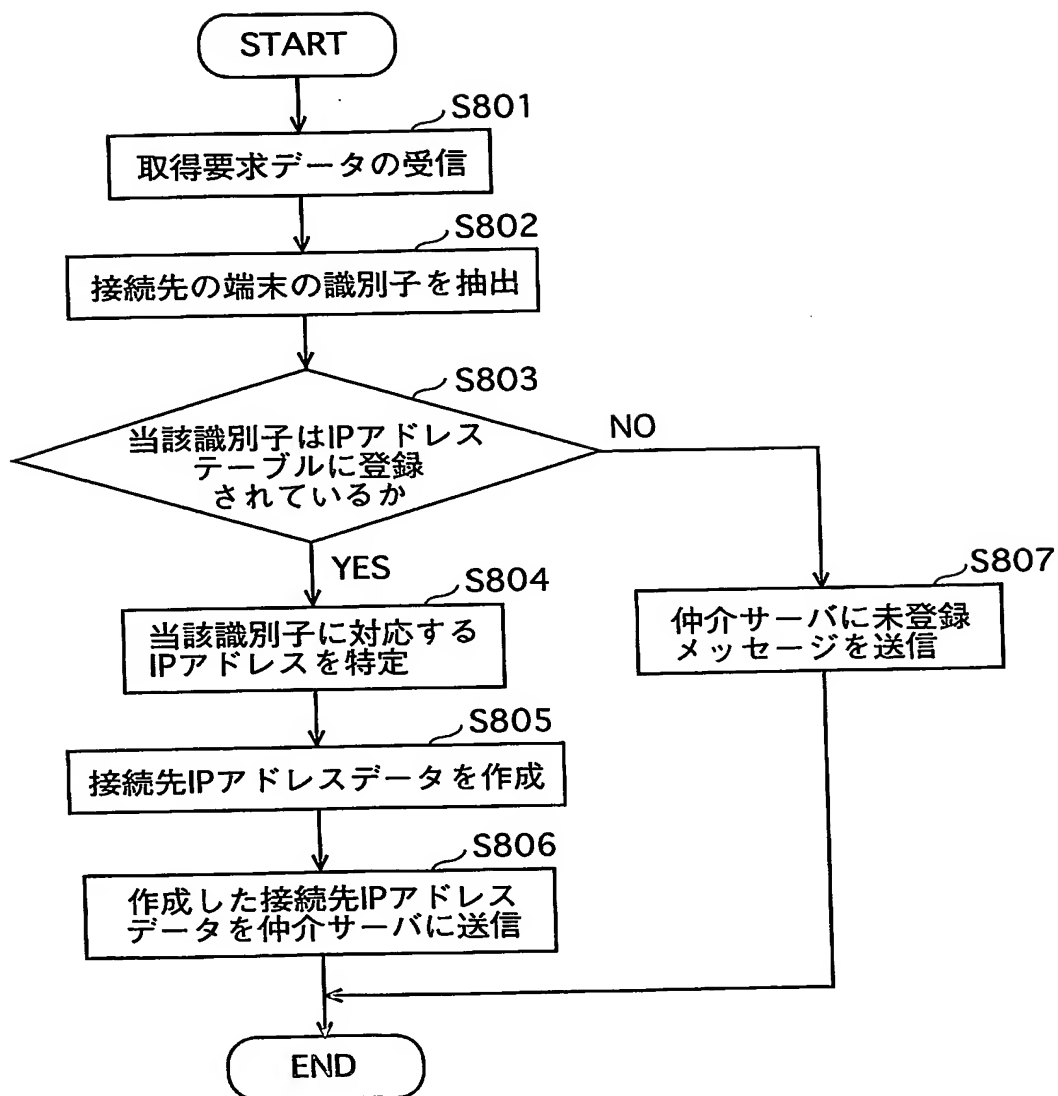 START
S801
取得要求データの受信
S802
接続先の端末の識別子を抽出
S803
当該識別子はIPアドレス
テーブルに登録
されているか
NO
YES
S804
当該識別子に対応する
IPアドレスを特定
S807
仲介サーバに未登録
メッセージを送信
S805
接続先IPアドレスデータを作成
S806
作成した接続先IPアドレス
データを仲介サーバに送信
END